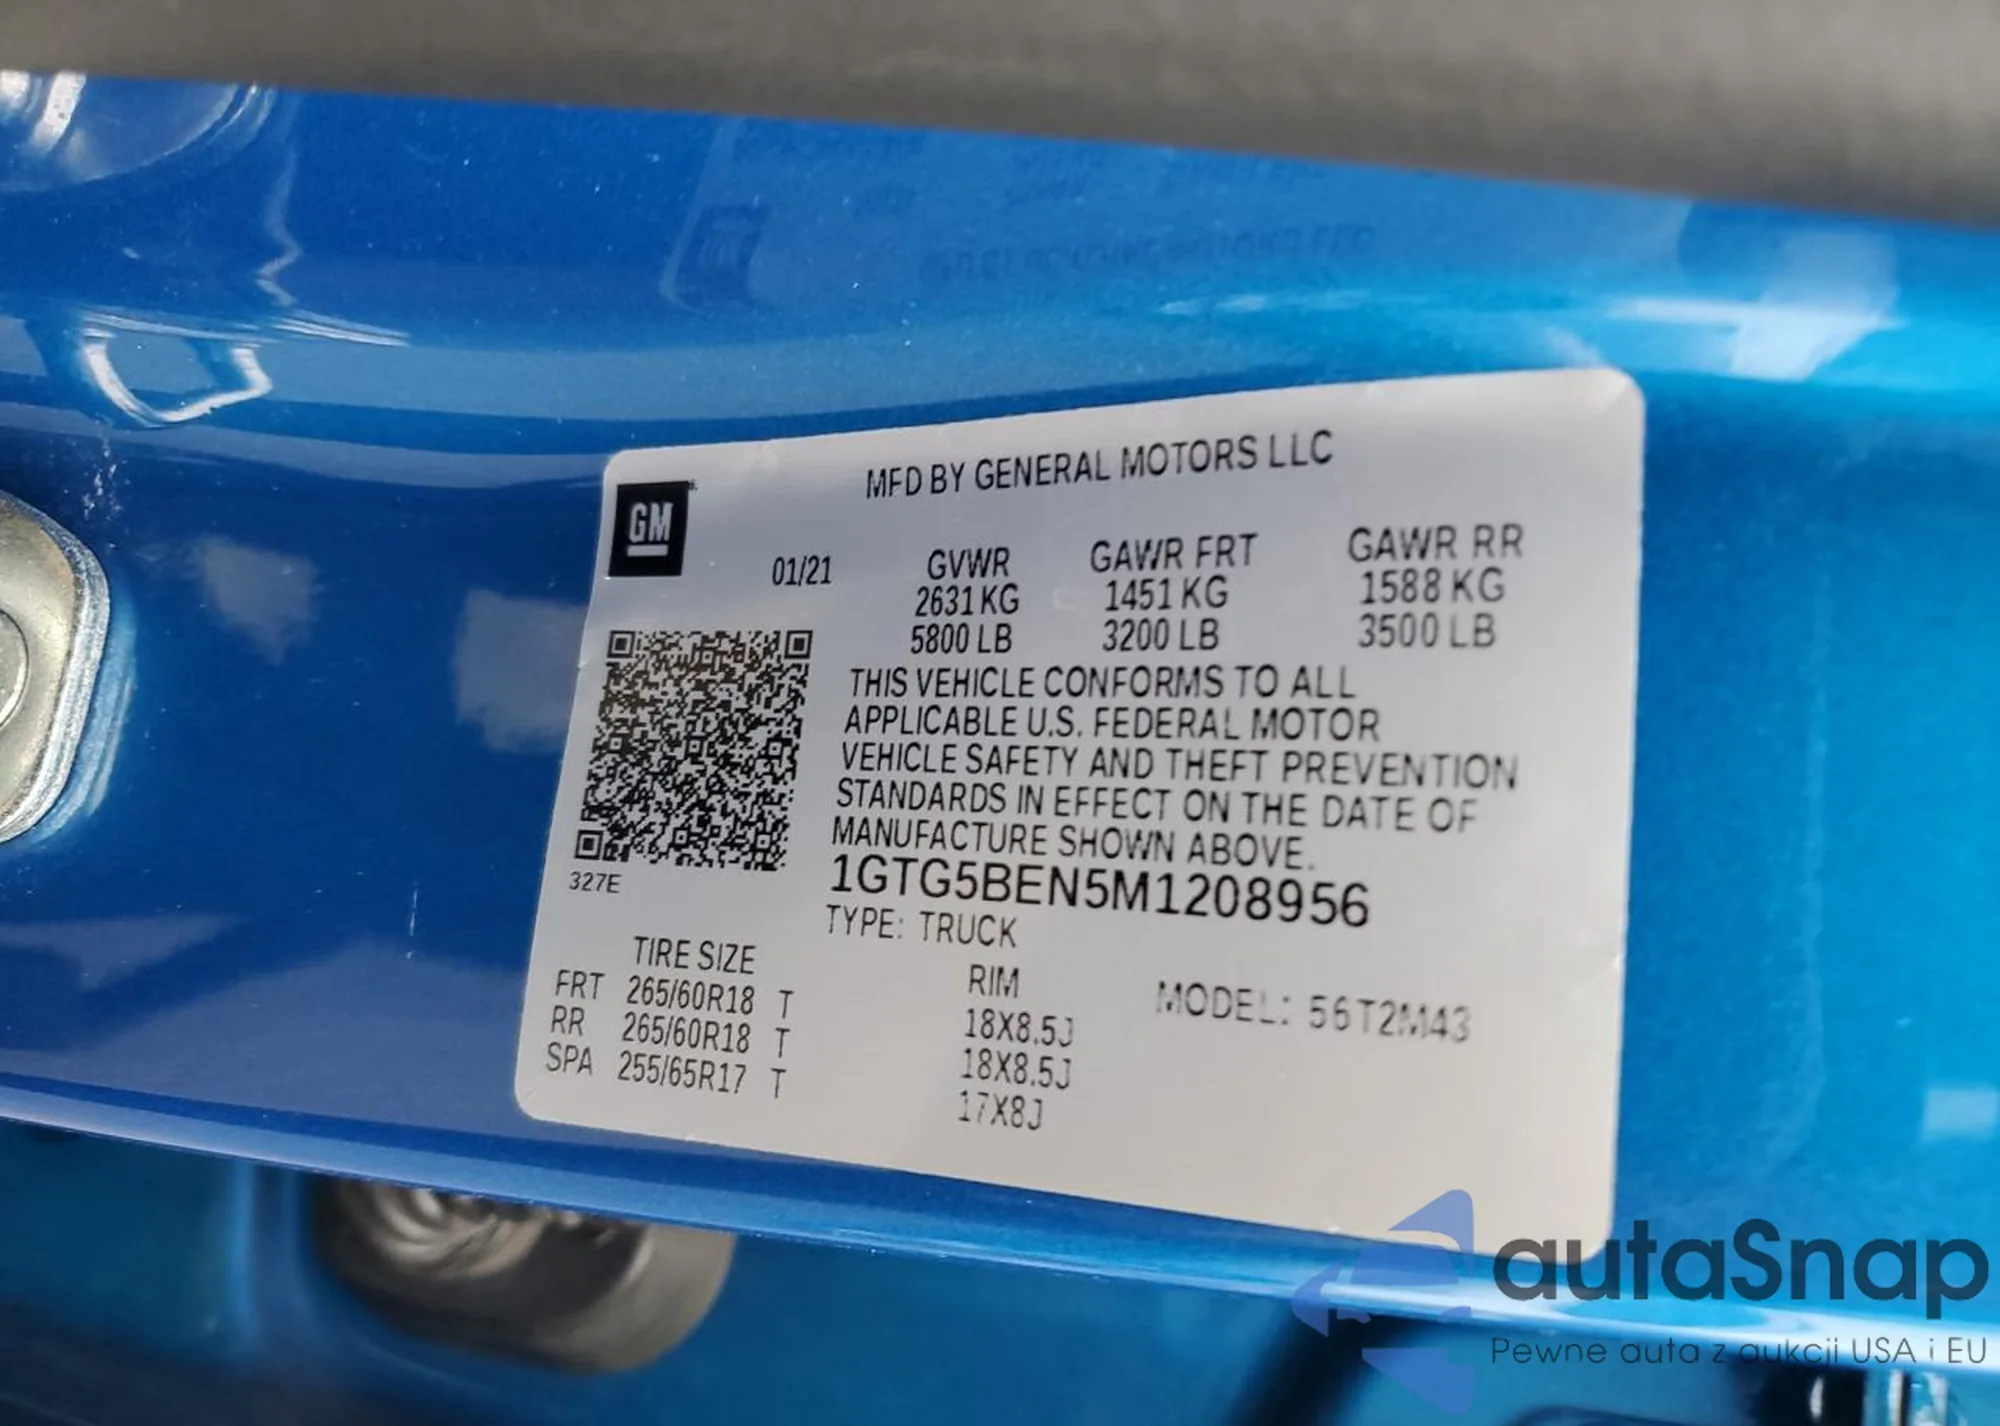 GM
MFD BY GENERAL MOTORS LLC
01/21
GVWR GAWR FRT GAWR RR
2631 KG 1451 KG 1588 KG
5800 LB 3200 LB 3500 LB
THIS VEHICLE CONFORMS TO ALL
APPLICABLE U.S. FEDERAL MOTOR
VEHICLE SAFETY AND THEFT PREVENTION
STANDARDS IN EFFECT ON THE DATE OF
MANUFACTURE SHOWN ABOVE.
327E
1GTG5BEN5M1208956
TYPE: TRUCK
TIRE SIZE RIM MODEL: 56T2M43
FRT 265/60R18 T 18X8.5J
RR 265/60R18 T 18X8.5J
SPA 255/65R17 T 17X8J
autaSnap
Pewne auta z aukcji USA i EU